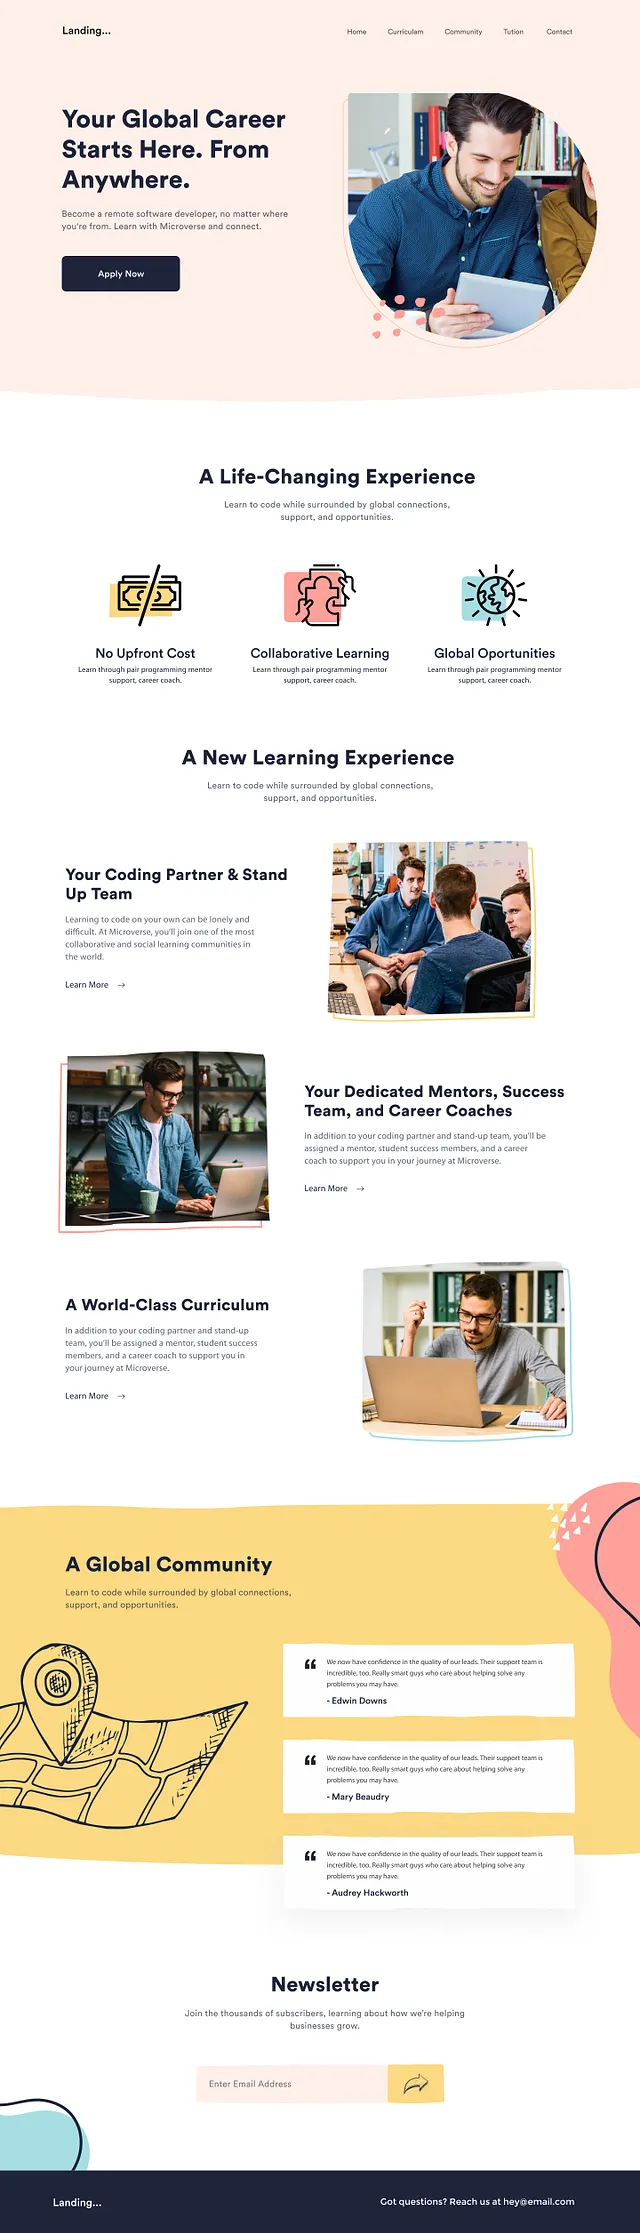 Landing...
Home Curriculam Community Tution Contact
Your Global Career
Starts Here. From
Anywhere.
Become a remote software developer, no matter where
you're from. Learn with Microverse and connect.
Apply Now
A Life-Changing Experience
Learn to code while surrounded by global connections,
support, and opportunities.
No Upfront Cost
Learn through pair programming mentor
support, career coach.
Collaborative Learning
Learn through pair programming mentor
support, career coach.
Global Oportunities
Learn through pair programming mentor
support, career coach.
A New Learning Experience
Learn to code while surrounded by global connections,
support, and opportunities.
Your Coding Partner & Stand
Up Team
Learning to code on your own can be lonely and
difficult. At Microverse, you'll join one of the most
collaborative and social learning communities in
the world.
Learn More
Your Dedicated Mentors, Success
Team, and Career Coaches
In addition to your coding partner and stand-up team, you'll be
assigned a mentor, student success members, and a career
coach to support you in your journey at Microverse.
Learn More
A World-Class Curriculum
In addition to your coding partner and stand-up
team, you'll be assigned a mentor, student success
members, and a career coach to support you in
your journey at Microverse.
Learn More
A Global Community
Learn to code while surrounded by global connections,
support, and opportunities.
We now have confidence in the quality of our leads. Their support team is
incredible, too. Really smart guys who care about helping solve any
problems you may have.
- Edwin Downs
We now have confidence in the quality of our leads. Their support team is
incredible, too. Really smart guys who care about helping solve any
problems you may have.
- Mary Beaudry
We now have confidence in the quality of our leads. Their support team is
incredible, too. Really smart guys who care about helping solve any
problems you may have.
- Audrey Hackworth
Newsletter
Join the thousands of subscribers, learning about how we're helping
businesses grow.
Enter Email Address
Landing...
Got questions? Reach us at hey@email.com